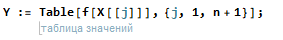 Y := Table[f[X[[j]]], {j, 1, n + 1}];
таблица значений